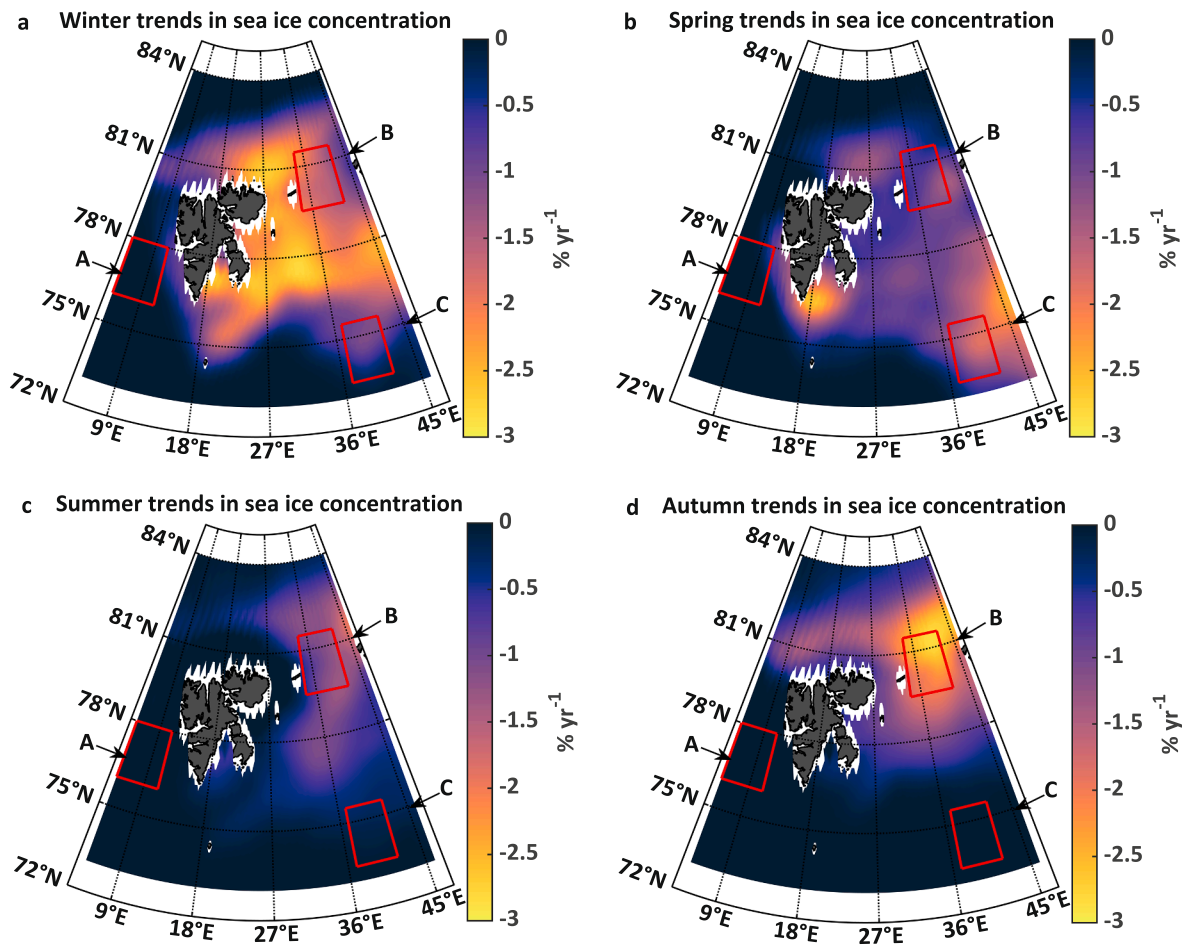 a Winter trends in sea ice concentration
84°N
81°N
78°N
75°N
72°N
9°E
18°E
27°E
36°E
45°E
A
B
C
0
-0.5
-1
-1.5
-2
-2.5
-3
% yr-1
b Spring trends in sea ice concentration
84°N
81°N
78°N
75°N
72°N
9°E
18°E
27°E
36°E
45°E
A
B
C
0
-0.5
-1
-1.5
-2
-2.5
-3
% yr-1
c Summer trends in sea ice concentration
84°N
81°N
78°N
75°N
72°N
9°E
18°E
27°E
36°E
45°E
A
B
C
0
-0.5
-1
-1.5
-2
-2.5
-3
% yr-1
d Autumn trends in sea ice concentration
84°N
81°N
78°N
75°N
72°N
9°E
18°E
27°E
36°E
45°E
A
B
C
0
-0.5
-1
-1.5
-2
-2.5
-3
% yr-1